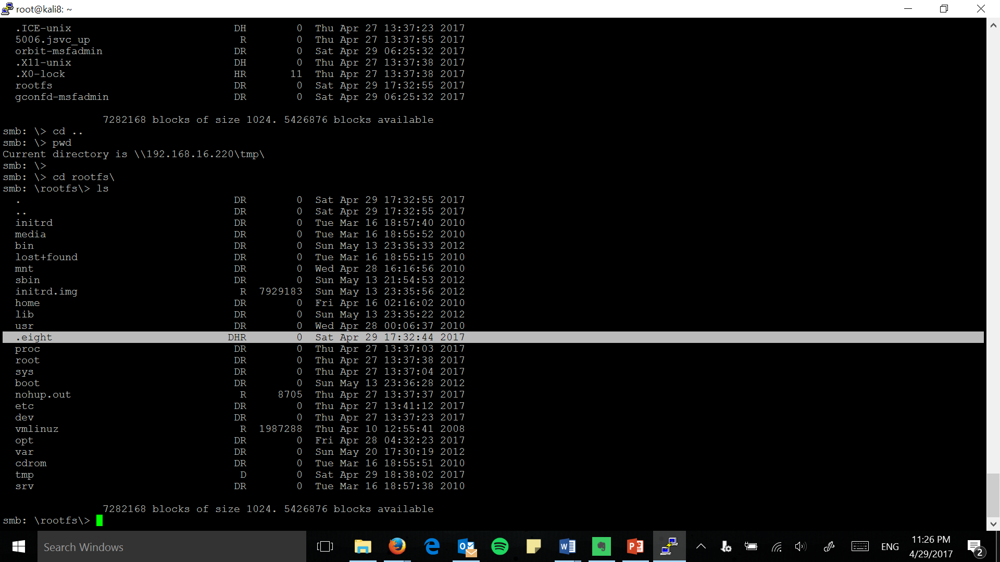 root@kali8: ~
.ICE-unix DH 0 Thu Apr 27 13:37:23 2017
5006.jsvc_up R 0 Thu Apr 27 13:37:55 2017
orbit-msfadmin DR 0 Sat Apr 29 06:25:32 2017
.X11-unix DH 0 Thu Apr 27 13:37:38 2017
.X0-lock HR 11 Thu Apr 27 13:37:38 2017
rootfs DR 0 Sat Apr 29 17:32:55 2017
gconfd-msfadmin DR 0 Sat Apr 29 06:25:32 2017
7282168 blocks of size 1024. 5426876 blocks available
smb: \> cd ..
smb: \> pwd
Current directory is \\192.168.16.220\tmp\
smb: \>
smb: \> cd rootfs\
smb: \rootfs\> ls
. DR 0 Sat Apr 29 17:32:55 2017
.. DR 0 Sat Apr 29 17:32:55 2017
initrd DR 0 Tue Mar 16 18:57:40 2010
media DR 0 Tue Mar 16 18:55:52 2010
bin DR 0 Sun May 13 23:35:33 2012
lost+found DR 0 Tue Mar 16 18:55:15 2010
mnt DR 0 Wed Apr 28 16:16:56 2010
sbin DR 0 Sun May 13 21:54:53 2012
initrd.img R 7929183 Sun May 13 23:35:56 2012
home DR 0 Fri Apr 16 02:16:02 2010
lib DR 0 Sun May 13 23:35:22 2012
usr DR 0 Wed Apr 28 00:06:37 2010
.eight DHR 0 Sat Apr 29 17:32:44 2017
proc DR 0 Thu Apr 27 13:37:03 2017
root DR 0 Thu Apr 27 13:37:38 2017
sys DR 0 Thu Apr 27 13:37:04 2017
boot DR 0 Sun May 13 23:36:28 2012
nohup.out R 8705 Thu Apr 27 13:37:37 2017
etc DR 0 Thu Apr 27 13:41:12 2017
dev DR 0 Thu Apr 27 13:37:23 2017
vmlinuz R 1987288 Thu Apr 10 12:55:41 2008
opt DR 0 Fri Apr 28 04:32:23 2017
var DR 0 Sun May 20 17:30:19 2012
cdrom DR 0 Tue Mar 16 18:55:51 2010
tmp D 0 Sat Apr 29 18:38:02 2017
srv DR 0 Tue Mar 16 18:57:38 2010
7282168 blocks of size 1024. 5426876 blocks available
smb: \rootfs\>
Search Windows
ENG
11:26 PM
4/29/2017
2